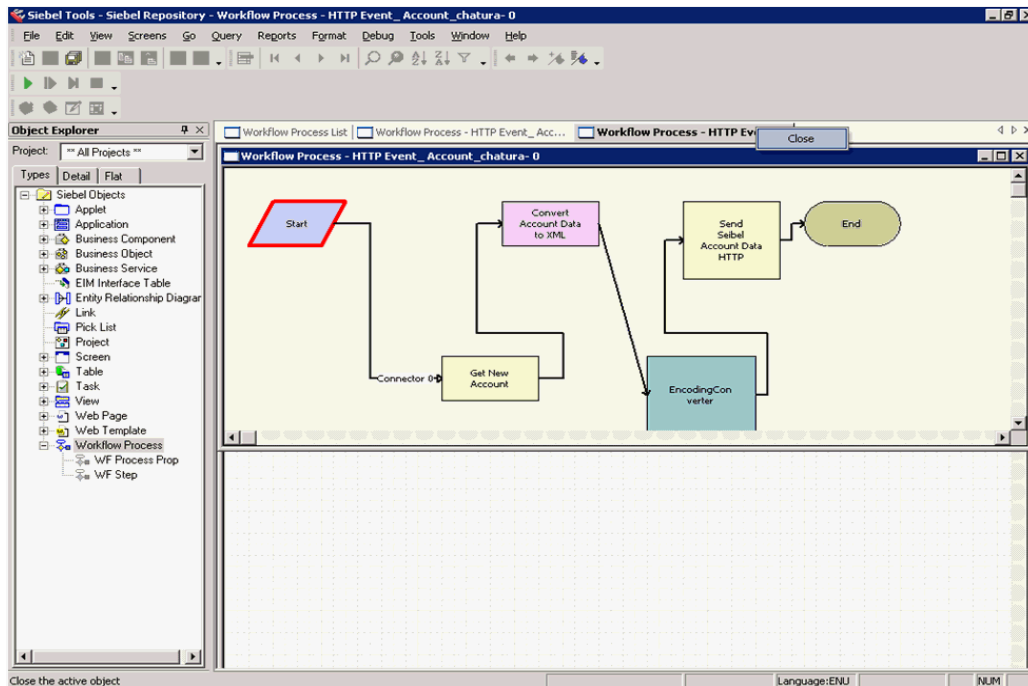 Siebel Tools - Siebel Repository - Workflow Process - HTTP Event_ Account_chatura- 0
File Edit View Screens Go Query Reports Format Debug Tools Window Help
Object Explorer
Project: ** All Projects **
Types Detail Flat
Siebel Objects
Applet
Application
Business Component
Business Object
Business Service
EIM Interface Table
Entity Relationship Diagrar
Link
Pick List
Project
Screen
Table
Task
View
Web Page
Web Template
Workflow Process
WF Process Prop
WF Step
Workflow Process List
Workflow Process - HTTP Event_ Acc...
Workflow Process - HTTP Eve
Close
Workflow Process - HTTP Event_ Account_chatura- 0
Start
Convert
Account Data
to XML
Send
Seibel
Account Data
HTTP
End
Connector 0
Get New
Account
EncodingCon
verter
Close the active object
Language:ENU
NUM